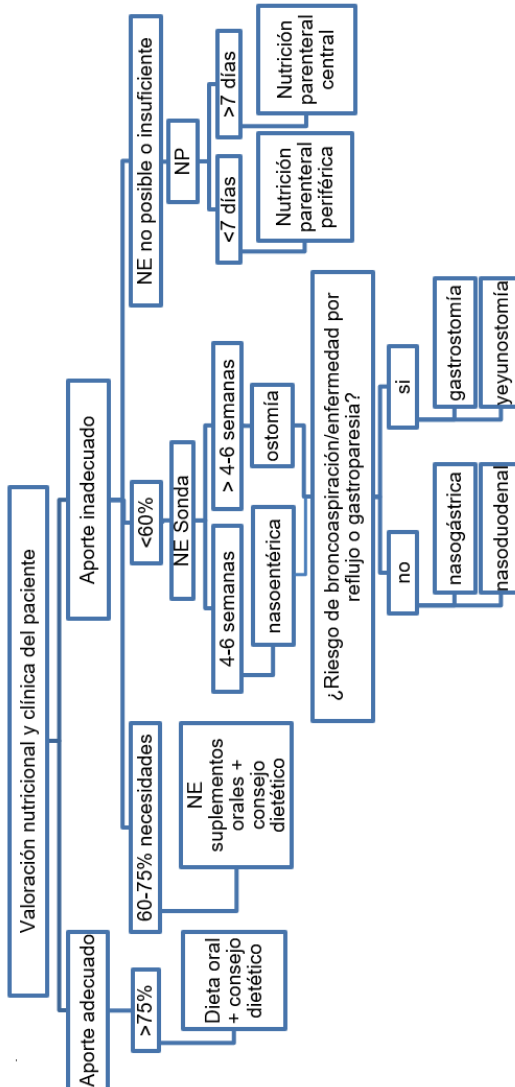 Valoración nutricional y clínica del paciente
Aporte adecuado
Aporte inadecuado
>75%
60-75% necesidades
<60%
NE no posible o insuficiente
Dieta oral
+ consejo
dietético
NE
suplementos
orales +
consejo
dietético
NE Sonda
NP
4-6 semanas
> 4-6 semanas
<7 días
>7 días
nasoentérica
ostomía
Nutrición
parenteral
periférica
Nutrición
parenteral
central
¿Riesgo de broncoaspiración/enfermedad por
reflujo o gastroparesia?
no
si
nasogástrica
gastrostomía
nasoduodenal
yeyunostomía